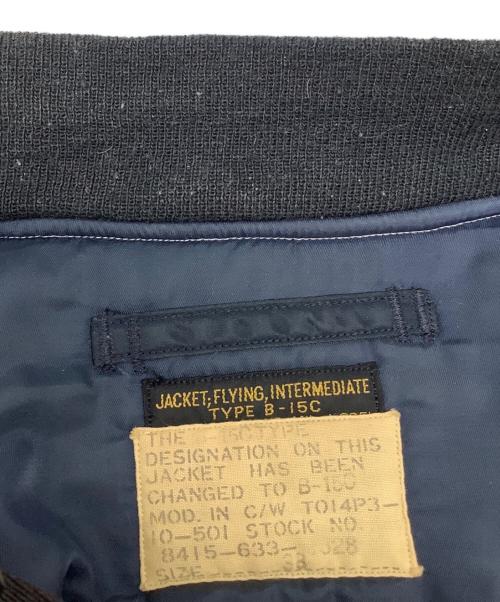 JACKET, FLYING, INTERMEDIATE
TYPE B-15C
THE
DESIGNATION ON THIS
JACKET HAS BEEN
CHANGED TO
MOD. IN C/W TO14P3-
10-501 STOCK NO.
8415-633-
SIZE